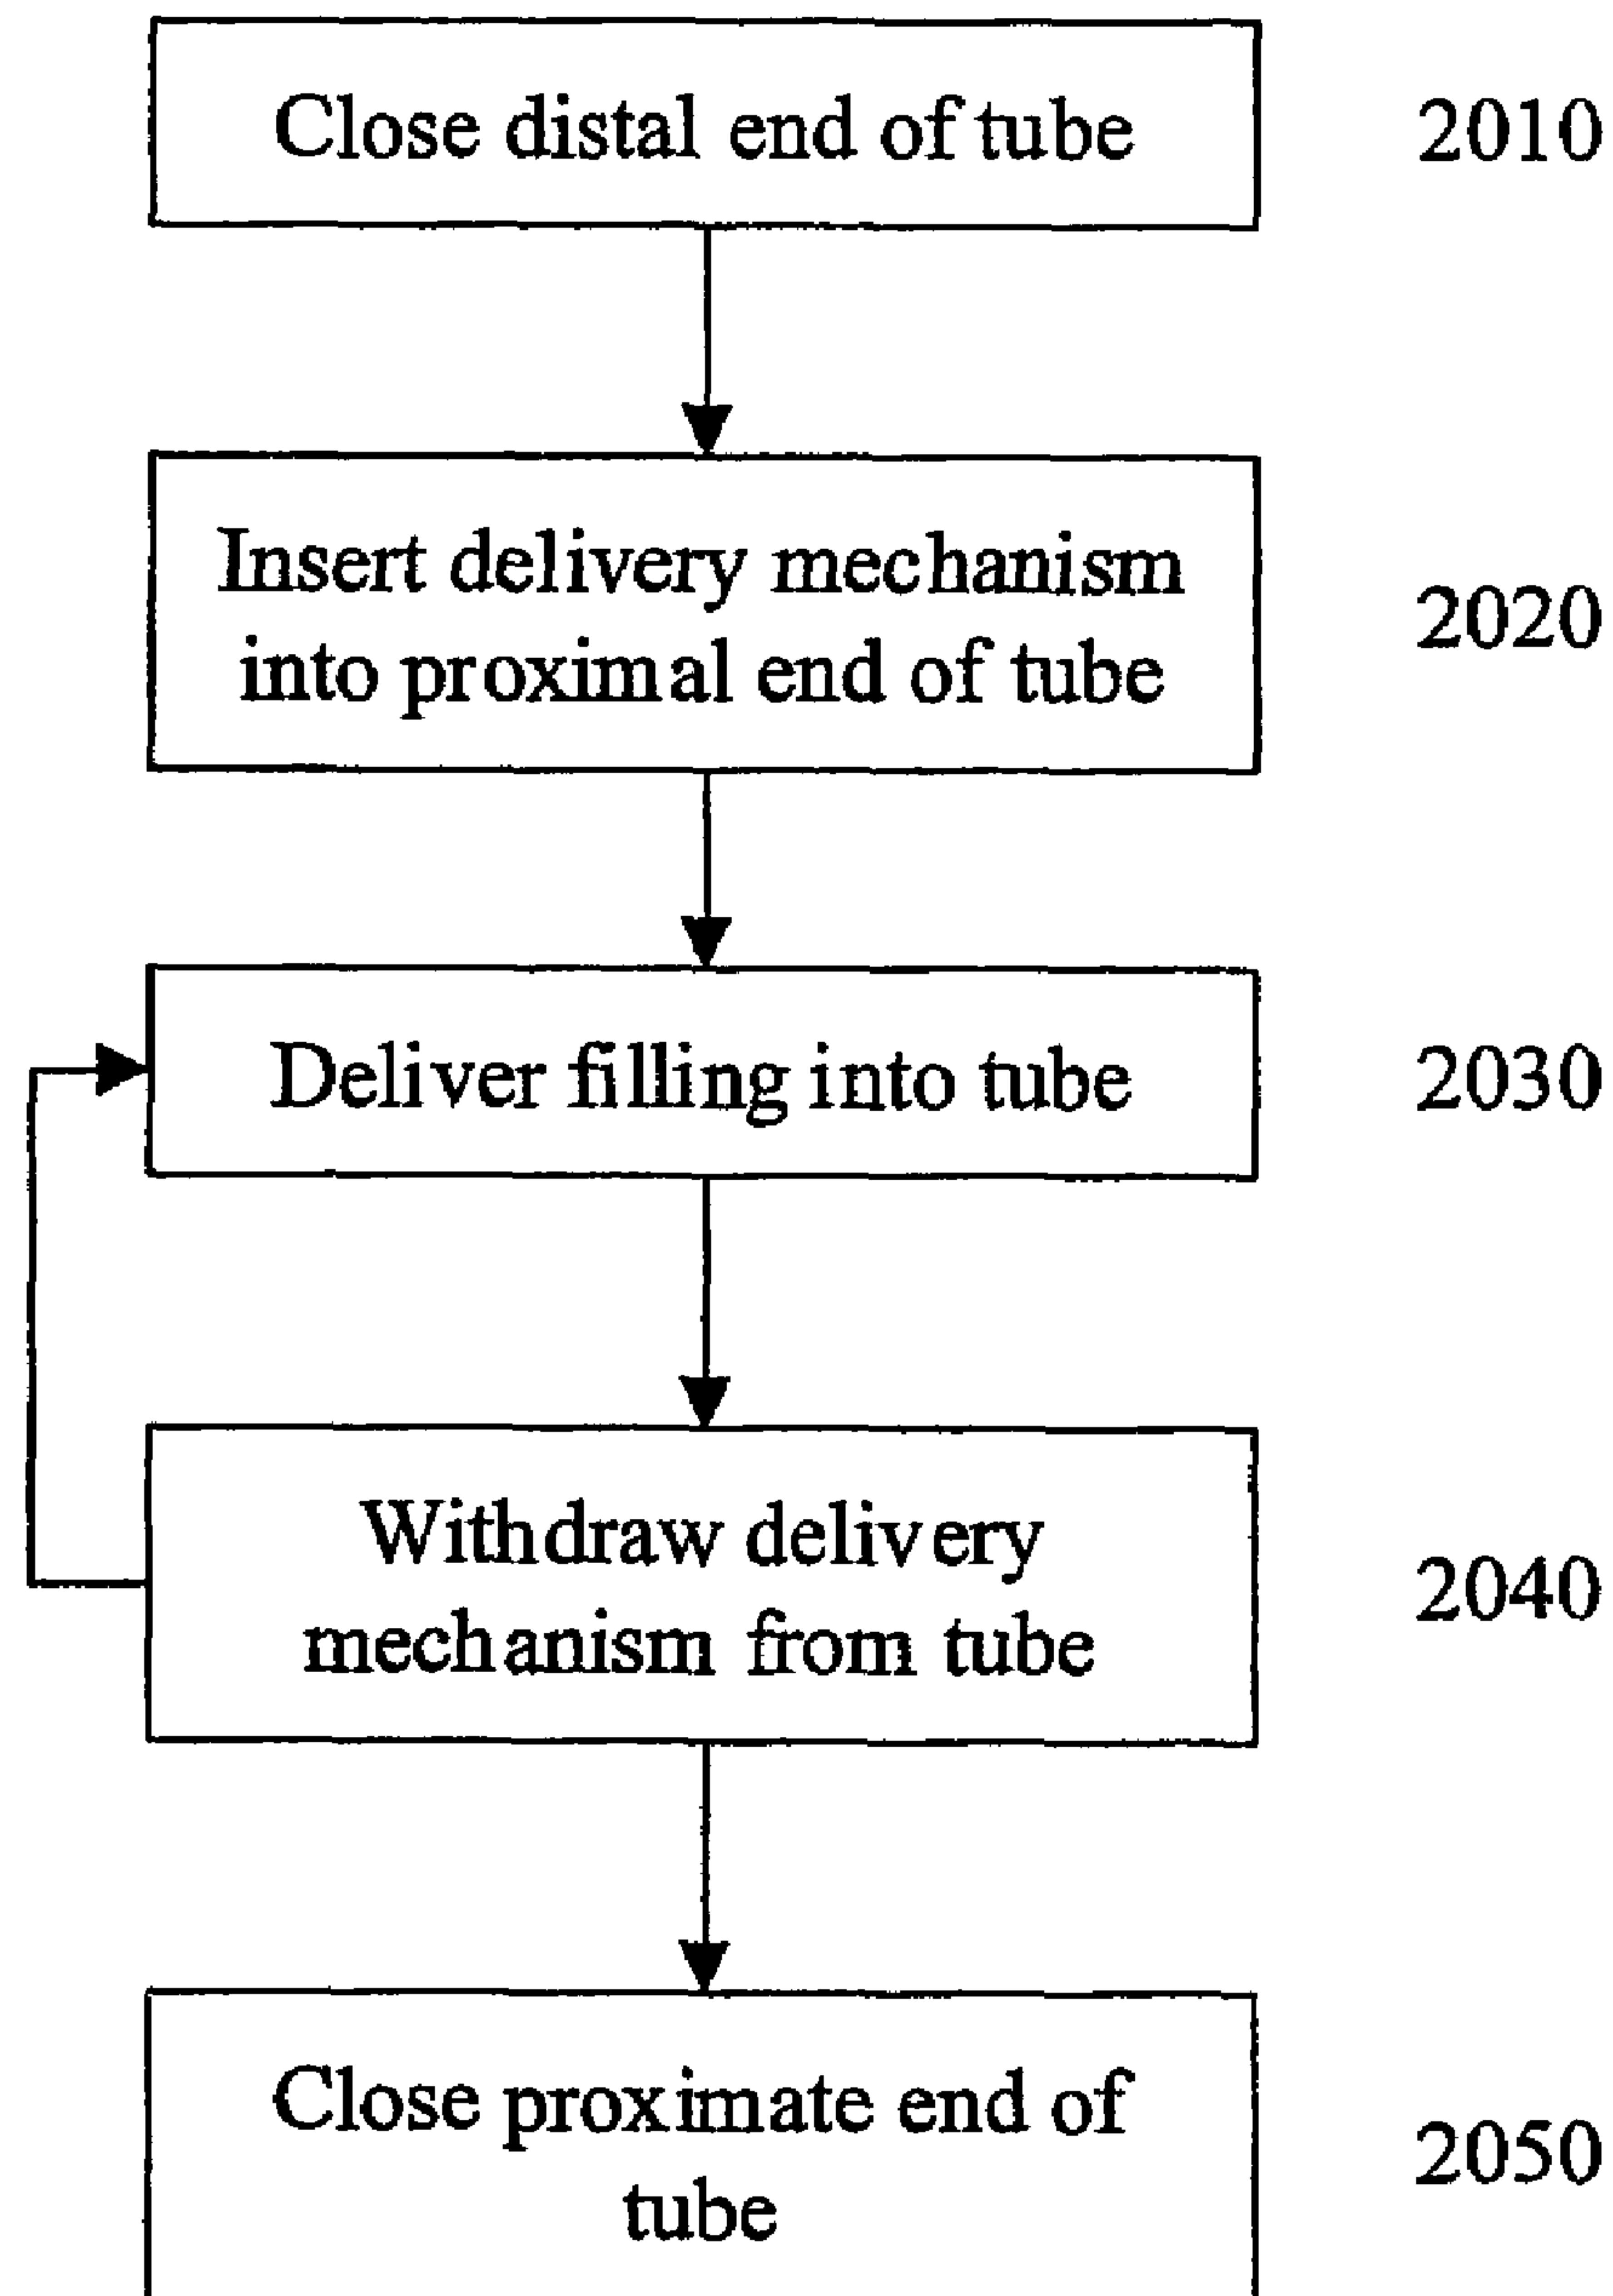 Close distal end of tube
2010
Insert delivery mechanism
into proximal end of tube
2020
Deliver filling into tube
2030
Withdraw delivery
mechanism from tube
2040
Close proximate end of
tube
2050